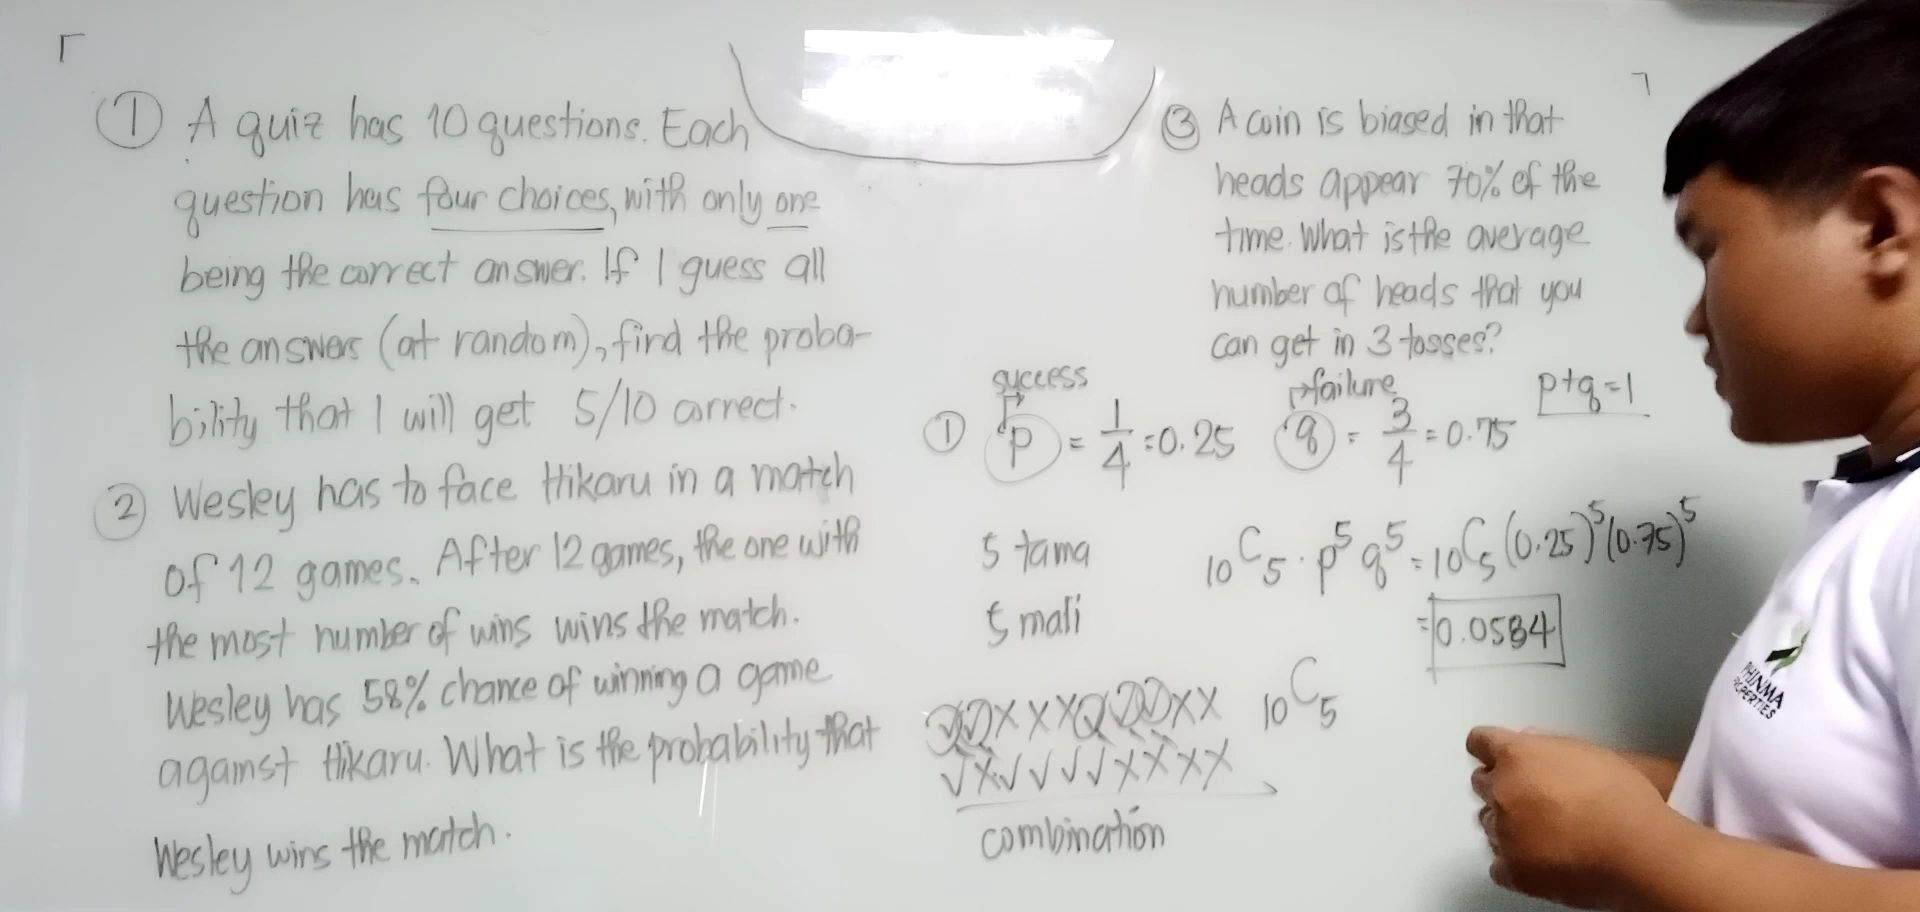 ① A quiz has 10 questions. Each
question has four choices, with only one
being the correct answer. If I guess all
the answers (at random), find the proba-
bility that I will get 5/10 correct.
② Wesley has to face Hikaru in a match
of 12 games. After 12 games, the one with
the most number of wins wins the match.
Wesley has 58% chance of winning a game
against Hikaru. What is the probability that
Wesley wins the match.
③ A coin is biased in that
heads appear 70% of the
time. What is the average
number of heads that you
can get in 3 tosses?
success
failure
p+q=1
① p = 1/4 = 0.25 q = 3/4 = 0.75
5 tama
5 mali
10C5 · p^5 q^5 = 10C5 (0.25)^5 (0.75)^5
= 0.0584
✓✓XXX✓✓✓XX 10C5
✓X✓✓✓✓XXXX
combination
PHINMA
PROPERTIES